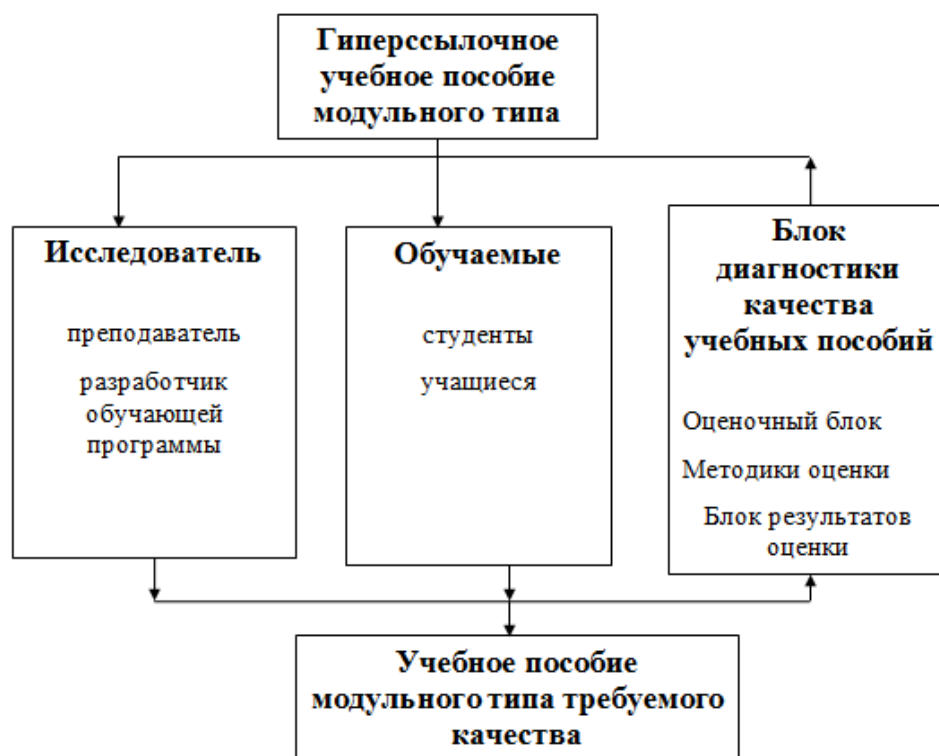 Гиперссылочное
учебное пособие
модульного типа
Исследователь
преподаватель
разработчик
обучающей
программы
Обучаемые
студенты
учащиеся
Блок
диагностики
качества
учебных пособий
Оценочный блок
Методики оценки
Блок результатов
оценки
Учебное пособие
модульного типа требуемого
качества